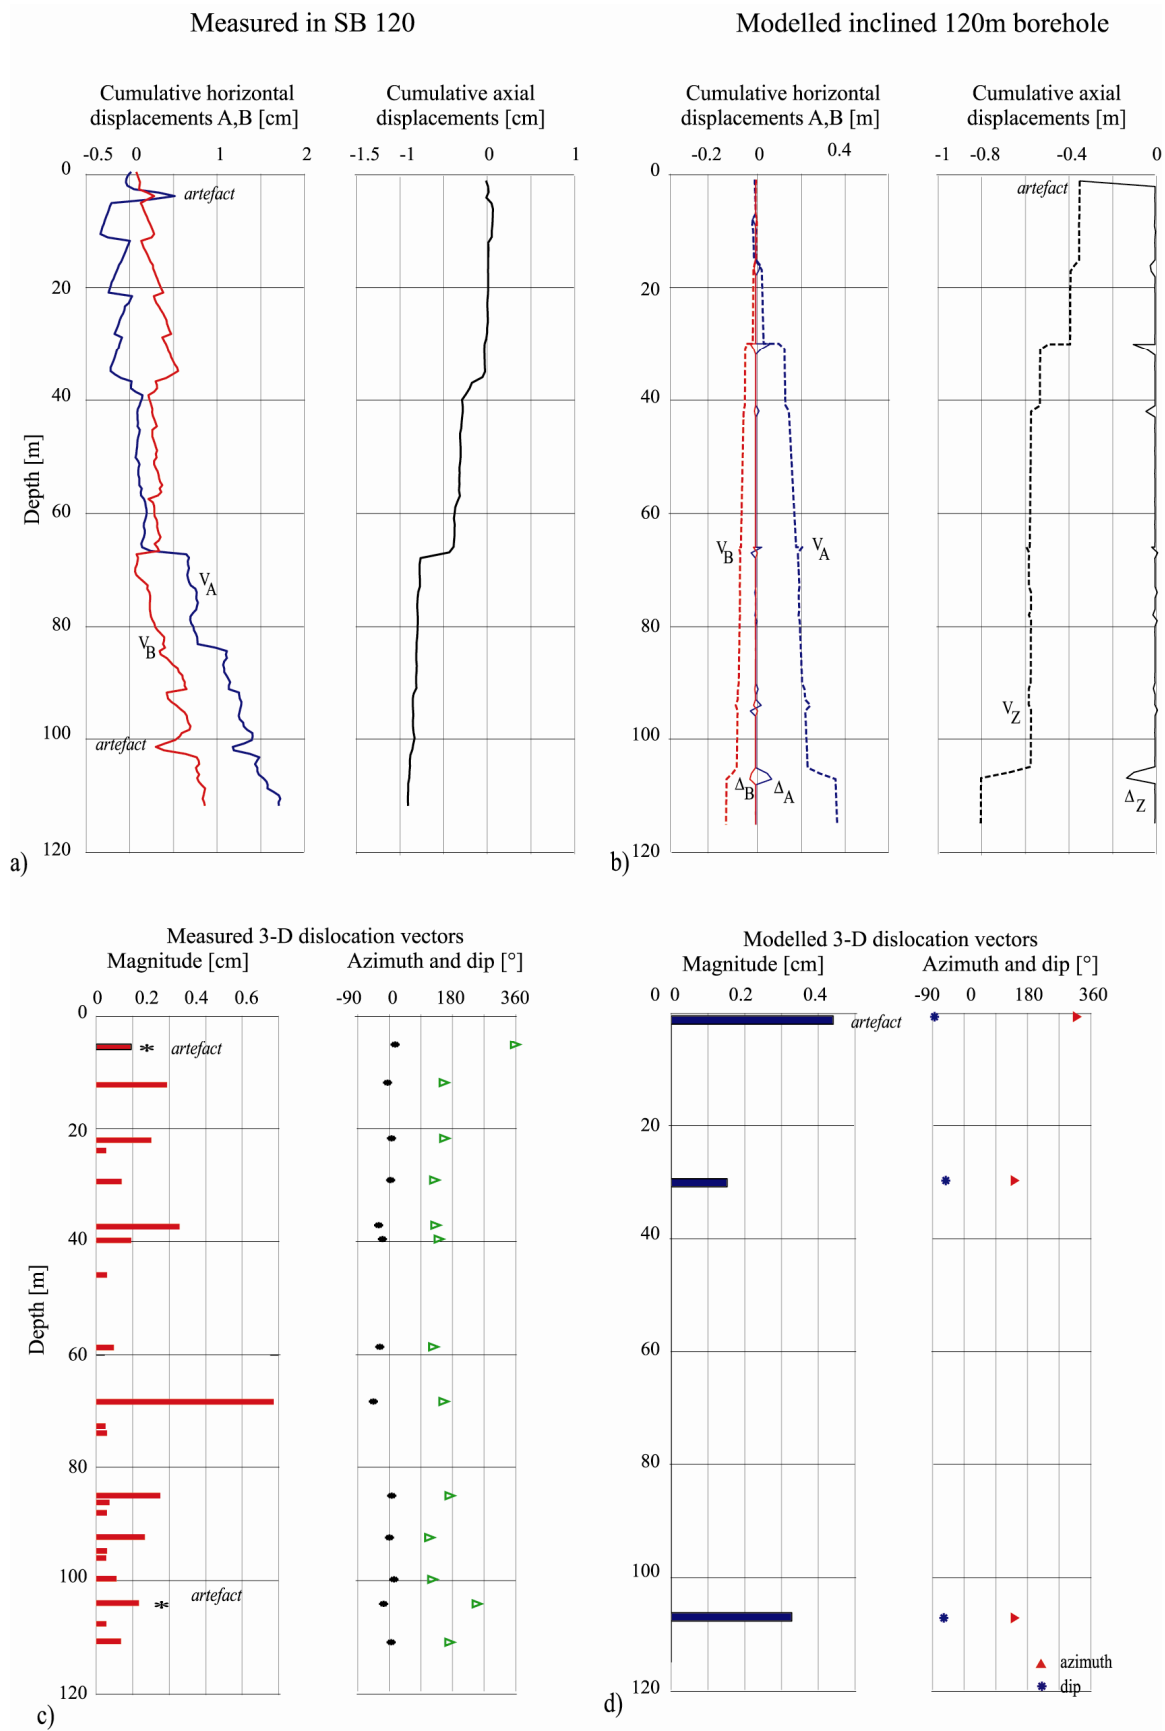 Measured in SB 120
Modelled inclined 120m borehole
Cumulative horizontal
displacements A,B [cm]
Cumulative axial
displacements [cm]
Cumulative horizontal
displacements A,B [m]
Cumulative axial
displacements [m]
-0.5 0 1 2
-1.5 -1 0 1
-0.2 0 0.4
-1 -0.8 -0.4 0
0
20
40
60
80
100
120
Depth [m]
artefact
VA
VB
artefact
a)
0
20
40
60
80
100
120
VB
VA
ΔB
ΔA
artefact
VZ
ΔZ
b)
Measured 3-D dislocation vectors
Magnitude [cm]
Azimuth and dip [°]
0 0.2 0.4 0.6
-90 0 180 360
0
20
40
60
80
100
120
Depth [m]
* artefact
artefact
*
c)
Modelled 3-D dislocation vectors
Magnitude [cm]
Azimuth and dip [°]
0 0.2 0.4
-90 0 180 360
0
20
40
60
80
100
120
artefact
azimuth
dip
d)